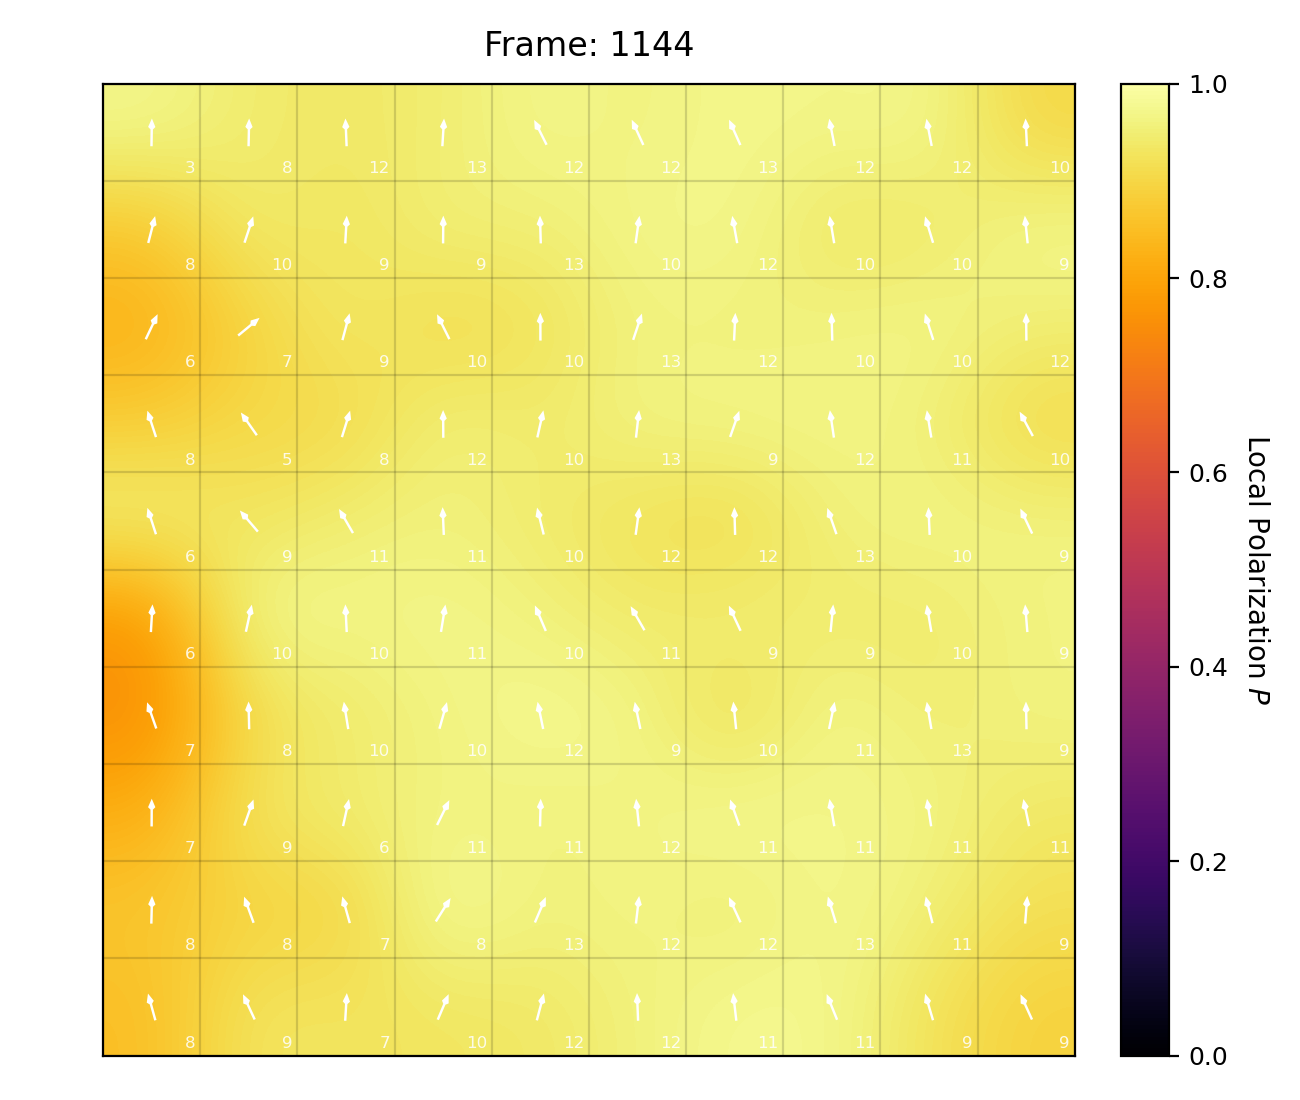 Frame: 1144
3 8 12 13 12 12 13 12 12 10
8 10 9 9 13 10 12 10 10 9
6 7 9 10 10 13 12 10 10 12
8 5 8 12 10 13 9 12 11 10
6 9 11 11 10 12 12 13 10 9
6 10 10 11 10 11 9 9 10 9
7 8 10 10 12 9 10 11 13 9
7 9 6 11 11 12 11 11 11 11
8 8 7 8 13 12 12 13 11 9
8 9 7 10 12 12 11 11 9 9
1.0
0.8
0.6
0.4
0.2
0.0
Local Polarization P